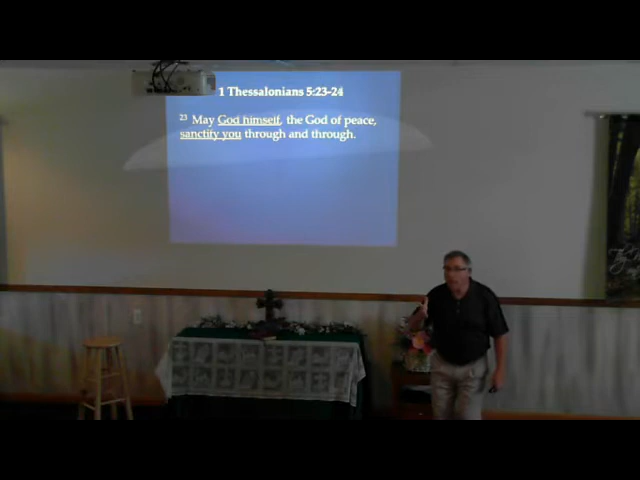 1 Thessalonians 5:23-24
23 May God himself, the God of peace,
sanctify you through and through.